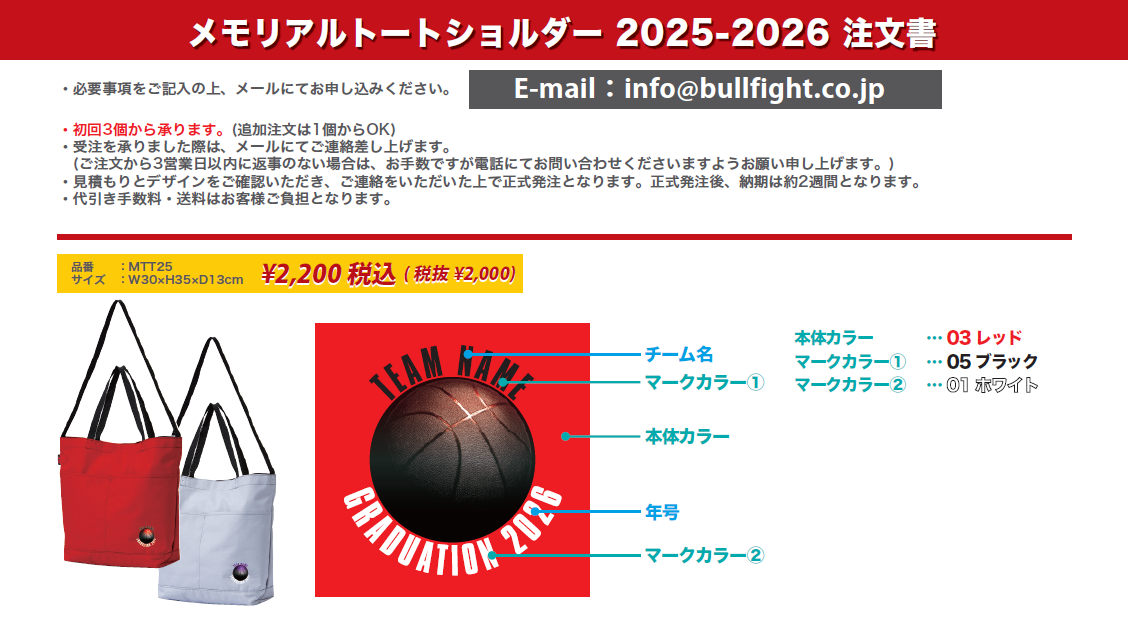 メモリアルトートショルダー 2025-2026 注文書
・必要事項をご記入の上、メールにてお申し込みください。
E-mail：info@bullfight.co.jp
・初回3個から承ります。(追加注文は1個からOK)
・受注を承りました際は、メールにてご連絡差し上げます。
(ご注文から3営業日以内に返事のない場合は、お手数ですが電話にてお問い合わせくださいますようお願い申し上げます。)
・見積もりとデザインをご確認いただき、ご連絡をいただいた上で正式発注となります。正式発注後、納期は約2週間となります。
・代引き手数料・送料はお客様ご負担となります。
品番 ：MTT25
サイズ ：W30×H35×D13cm
¥2,200 税込 ( 税抜 ¥2,000)
TEAM NAME
GRADUATION 2026
チーム名
マークカラー①
本体カラー
年号
マークカラー②
本体カラー … 03 レッド
マークカラー① … 05 ブラック
マークカラー② … 01 ホワイト